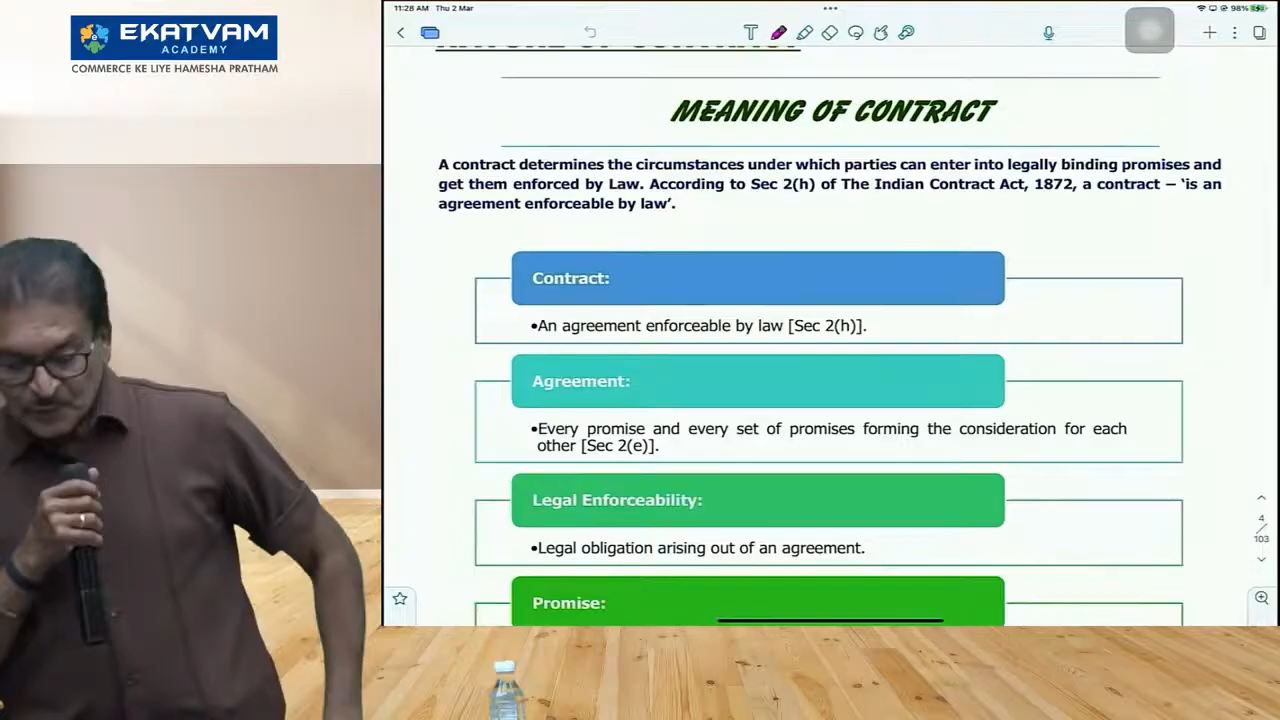 EKATVAM
ACADEMY
COMMERCE KE LIYE HAMESHA PRATHAM
11:28 AM Thu 2 Mar
98%
T
NATURE OF CONTRACT
MEANING OF CONTRACT
A contract determines the circumstances under which parties can enter into legally binding promises and
get them enforced by Law. According to Sec 2(h) of The Indian Contract Act, 1872, a contract – ‘is an
agreement enforceable by law’.
Contract:
•An agreement enforceable by law [Sec 2(h)].
Agreement:
•Every promise and every set of promises forming the consideration for each
other [Sec 2(e)].
Legal Enforceability:
•Legal obligation arising out of an agreement.
Promise:
4
103